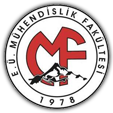 E.Ü. MÜHENDİSLİK FAKÜLTESİ
MF
1978